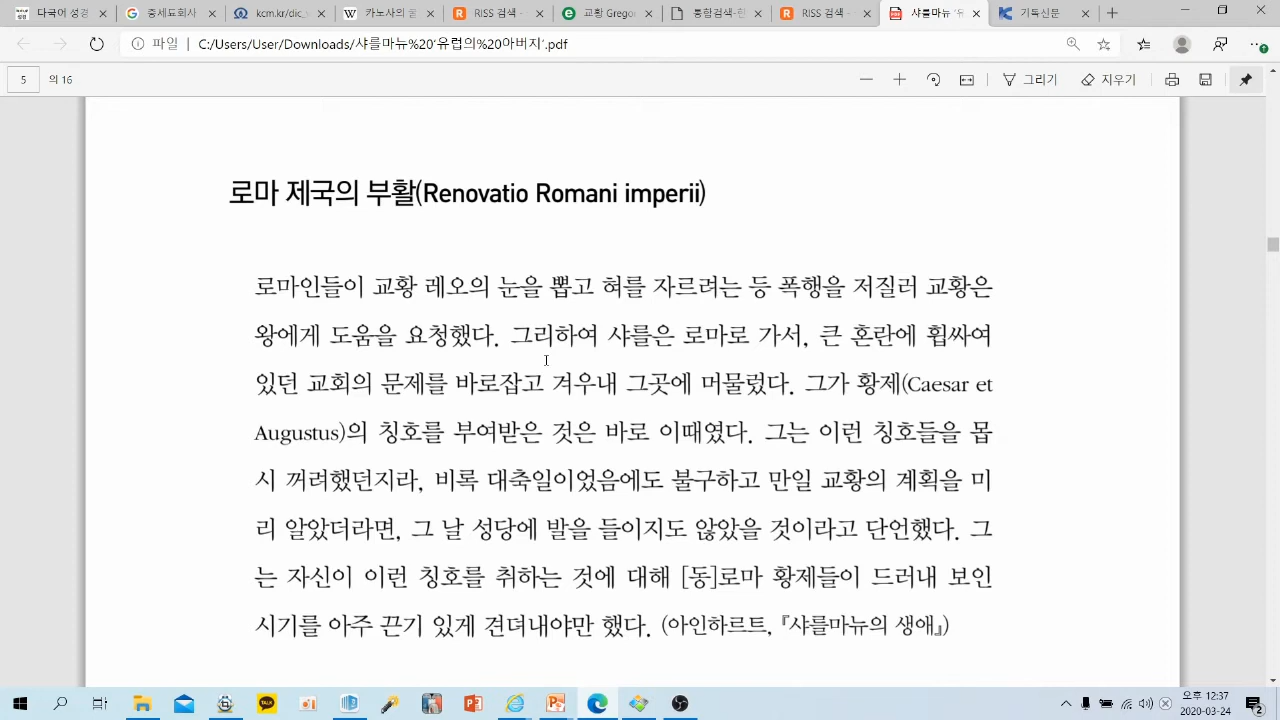 다국어 교
세계교회사
케임브리지
W 카롤루스
RISS 검색 -
교황 Googl
통합검색-한
RISS 검색 -
샤를마뉴 '유
기독신문
파일 C:/Users/User/Downloads/샤를마뉴%20'유럽의%20아버지'.pdf
5 의 16
그리기 지우기
로마 제국의 부활(Renovatio Romani imperii)
로마인들이 교황 레오의 눈을 뽑고 혀를 자르려는 등 폭행을 저질러 교황은
왕에게 도움을 요청했다. 그리하여 샤를은 로마로 가서, 큰 혼란에 휩싸여
있던 교회의 문제를 바로잡고 겨우내 그곳에 머물렀다. 그가 황제(Caesar et
Augustus)의 칭호를 부여받은 것은 바로 이때였다. 그는 이런 칭호들을 몹
시 꺼려했던지라, 비록 대축일이었음에도 불구하고 만일 교황의 계획을 미
리 알았더라면, 그 날 성당에 발을 들이지도 않았을 것이라고 단언했다. 그
는 자신이 이런 칭호를 취하는 것에 대해 [동]로마 황제들이 드러내 보인
시기를 아주 끈기 있게 견뎌내야만 했다. (아인하르트, 『샤를마뉴의 생애』)
TALK
오후 12:37
2020-03-24